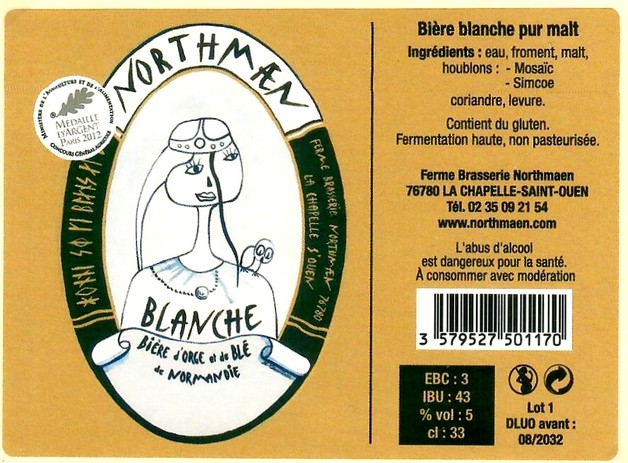 NORTHMÆN
MINISTERE DE L'AGRICULTURE ET DE L'ALIMENTATION
MEDAILLE
D'ARGENT
PARIS 2012
CONCOURS GÉNÉRAL AGRICOLE
FERME BRASSERIE NORTHMÆN 76780
LA CHAPELLE S'OUEN
BLANCHE
BIÈRE d'ORGE et de BLÉ
de NORMANDIE
Bière blanche pur malt
Ingrédients : eau, froment, malt,
houblons : - Mosaïc
- Simcoe
coriandre, levure.
Contient du gluten.
Fermentation haute, non pasteurisée.
Ferme Brasserie Northmaen
76780 LA CHAPELLE-SAINT-OUEN
Tél. 02 35 09 21 54
www.northmaen.com
L'abus d'alcool
est dangereux pour la santé.
À consommer avec modération
3 579527 501170
EBC : 3
IBU : 43
% vol : 5
cl : 33
Lot 1
DLUO avant :
08/2032